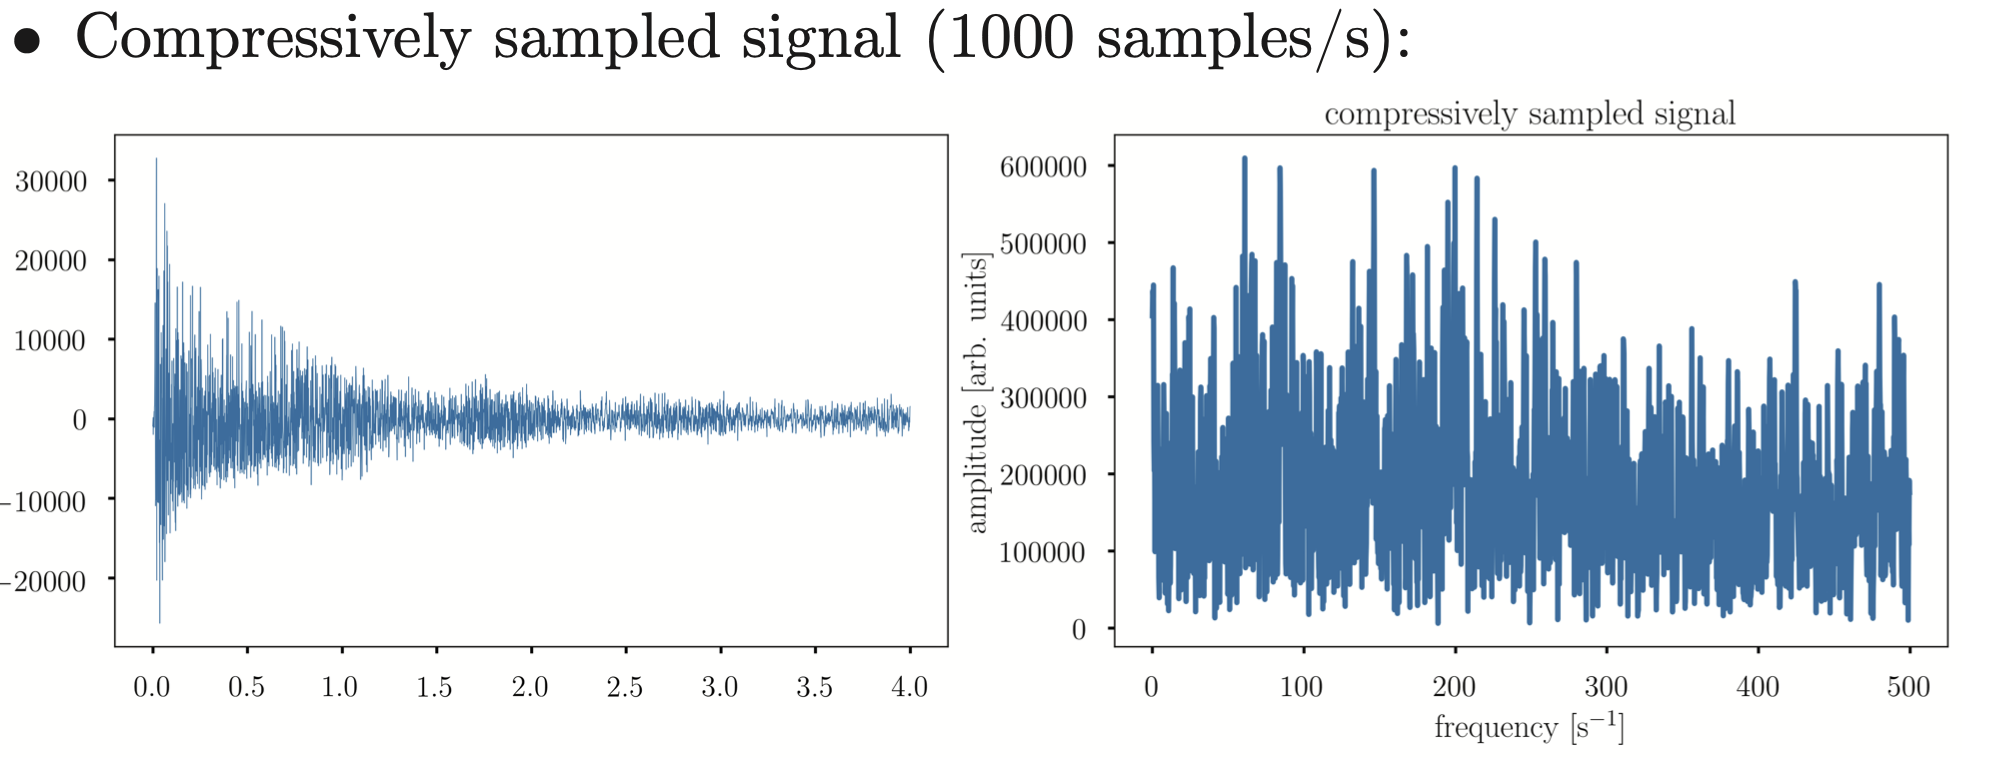 • Compressively sampled signal (1000 samples/s):
30000
20000
10000
0
−10000
−20000
0.0 0.5 1.0 1.5 2.0 2.5 3.0 3.5 4.0
compressively sampled signal
amplitude [arb. units]
600000
500000
400000
300000
200000
100000
0
0 100 200 300 400 500
frequency [s⁻¹]